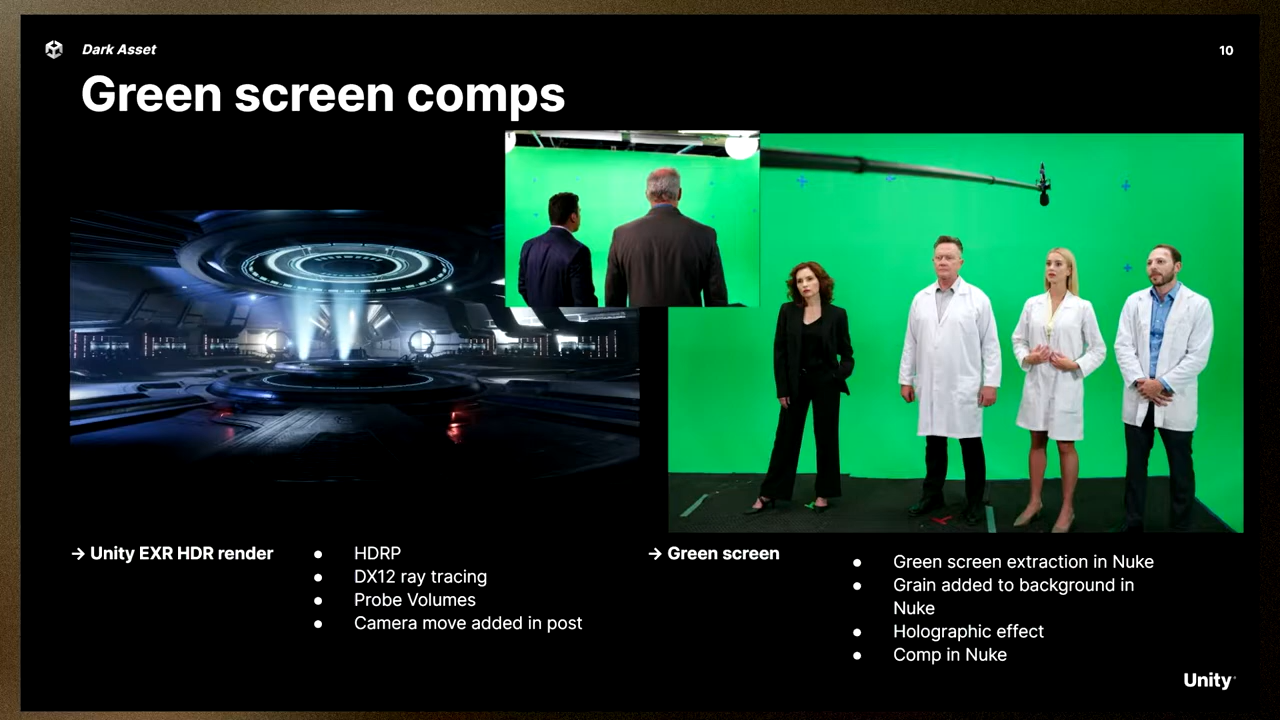 Dark Asset
10
Green screen comps
→ Unity EXR HDR render
● HDRP
● DX12 ray tracing
● Probe Volumes
● Camera move added in post
→ Green screen
● Green screen extraction in Nuke
● Grain added to background in
Nuke
● Holographic effect
● Comp in Nuke
Unity